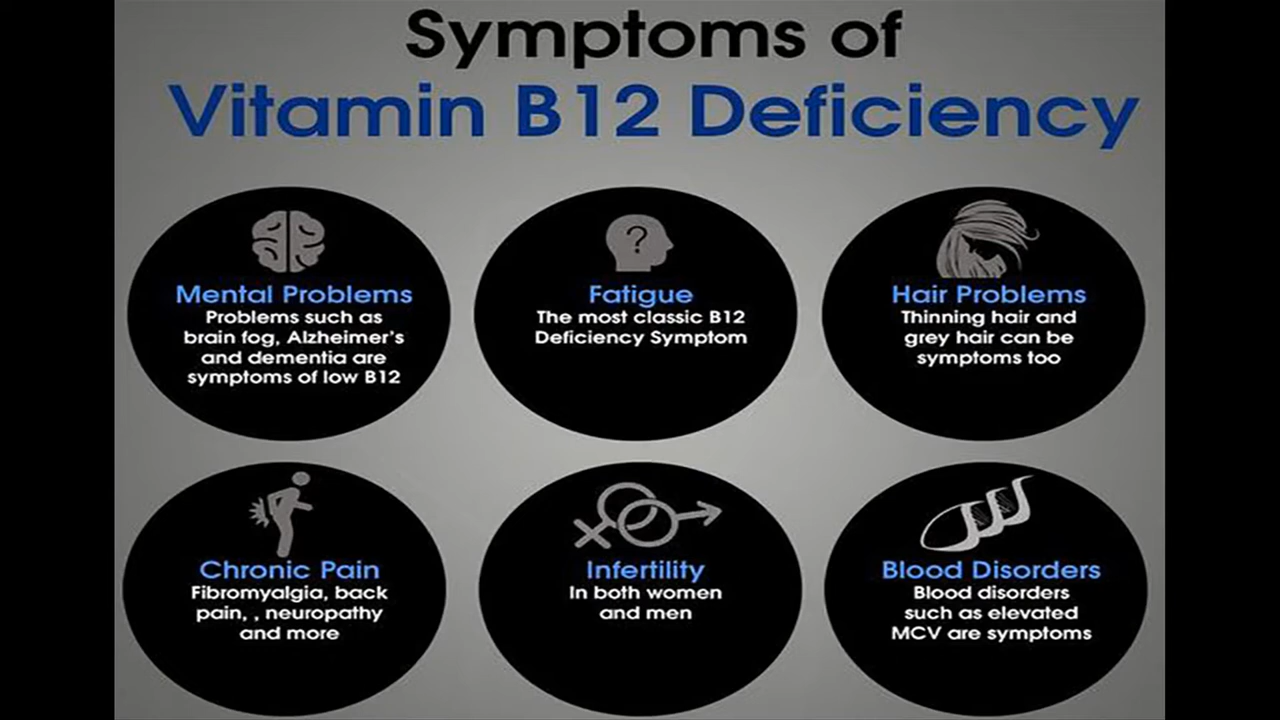 Symptoms of
Vitamin B12 Deficiency
Mental Problems
Problems such as
brain fog, Alzheimer's
and dementia are
symptoms of low B12
?
Fatigue
The most classic B12
Deficiency Symptom
Hair Problems
Thinning hair and
grey hair can be
symptoms too
Chronic Pain
Fibromyalgia, back
pain, , neuropathy
and more
Infertility
In both women
and men
Blood Disorders
Blood disorders
such as elevated
MCV are symptoms